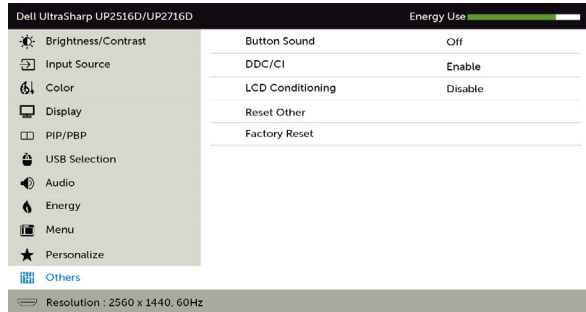 Dell UltraSharp UP2516D/UP2716D Energy Use
Brightness/Contrast Button Sound Off
Input Source DDC/CI Enable
Color LCD Conditioning Disable
Display Reset Other
PIP/PBP Factory Reset
USB Selection
Audio
Energy
Menu
Personalize
Others
Resolution : 2560 x 1440, 60Hz